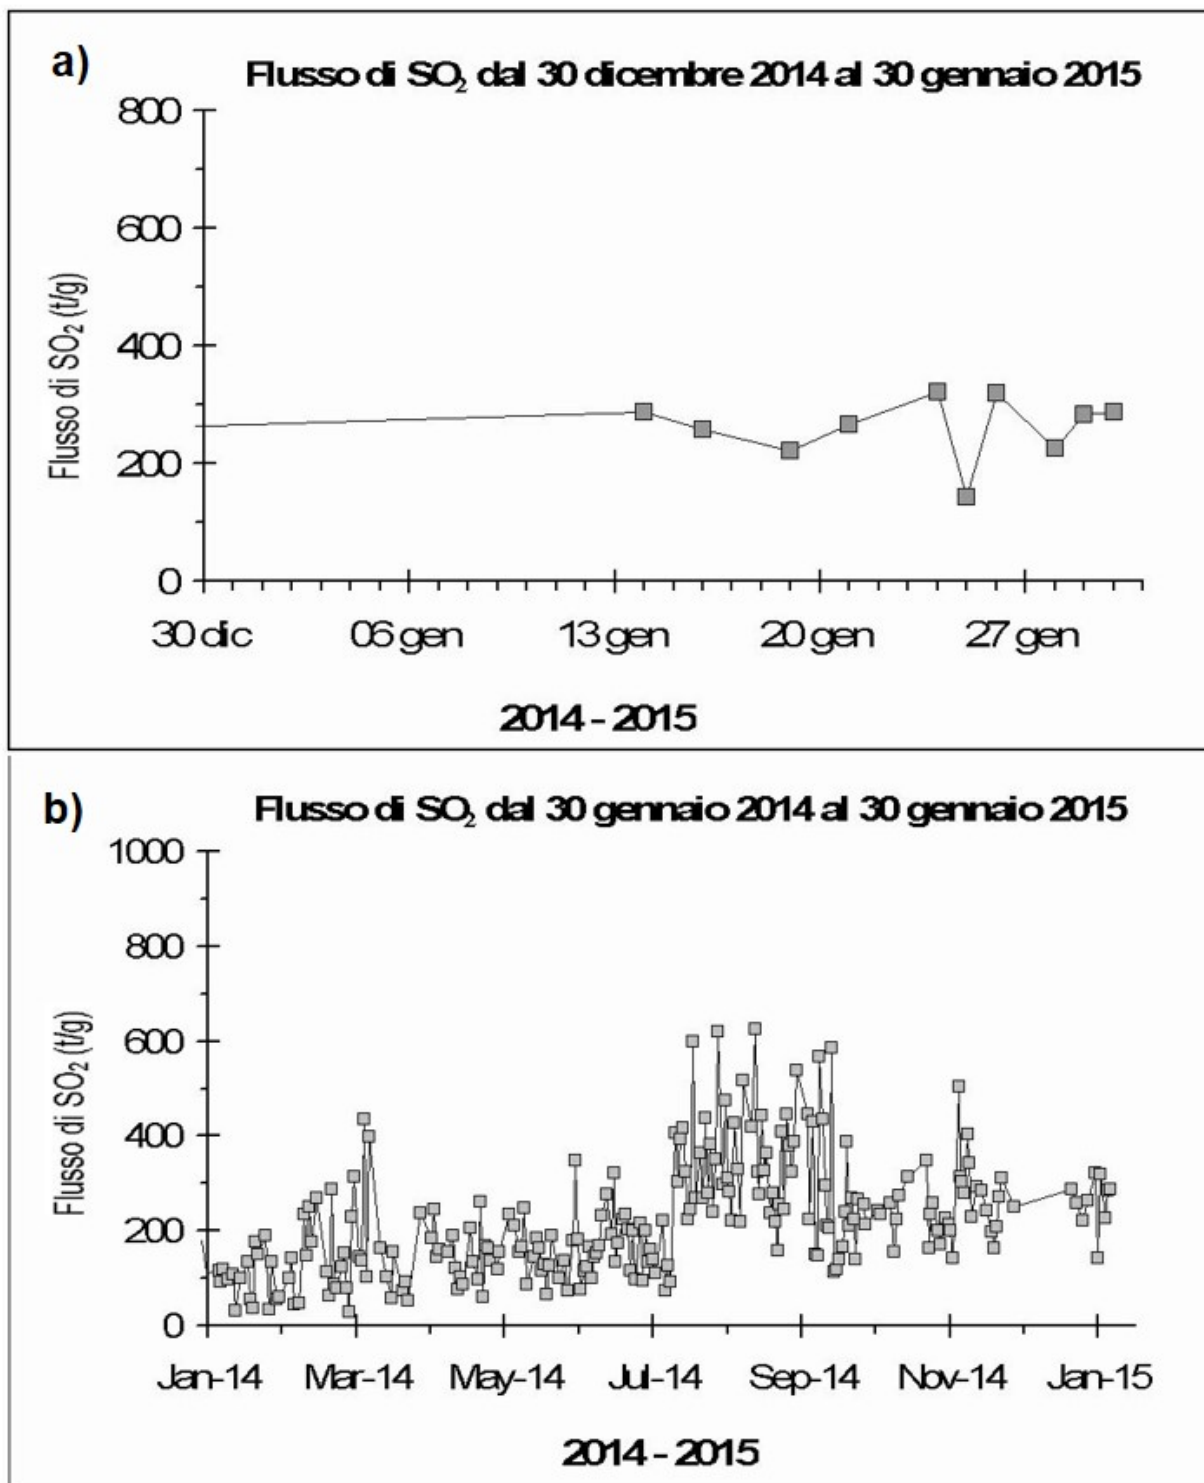 a)
Flusso di SO₂ dal 30 dicembre 2014 al 30 gennaio 2015
800
600
400
200
0
Flusso di SO₂ (t/g)
30 dic 06 gen 13 gen 20 gen 27 gen
2014 - 2015
b)
Flusso di SO₂ dal 30 gennaio 2014 al 30 gennaio 2015
1000
800
600
400
200
0
Flusso di SO₂ (t/g)
Jan-14 Mar-14 May-14 Jul-14 Sep-14 Nov-14 Jan-15
2014 - 2015